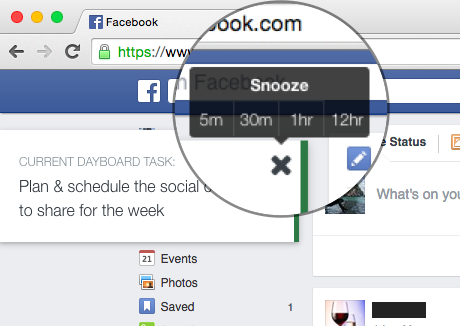 Facebook
book.com
https://www
n Facebook
Snooze
5m 30m 1hr 12hr
CURRENT DAYBOARD TASK:
Plan & schedule the social
to share for the week
e Status
What's on you
21 Events
Photos
Saved 1